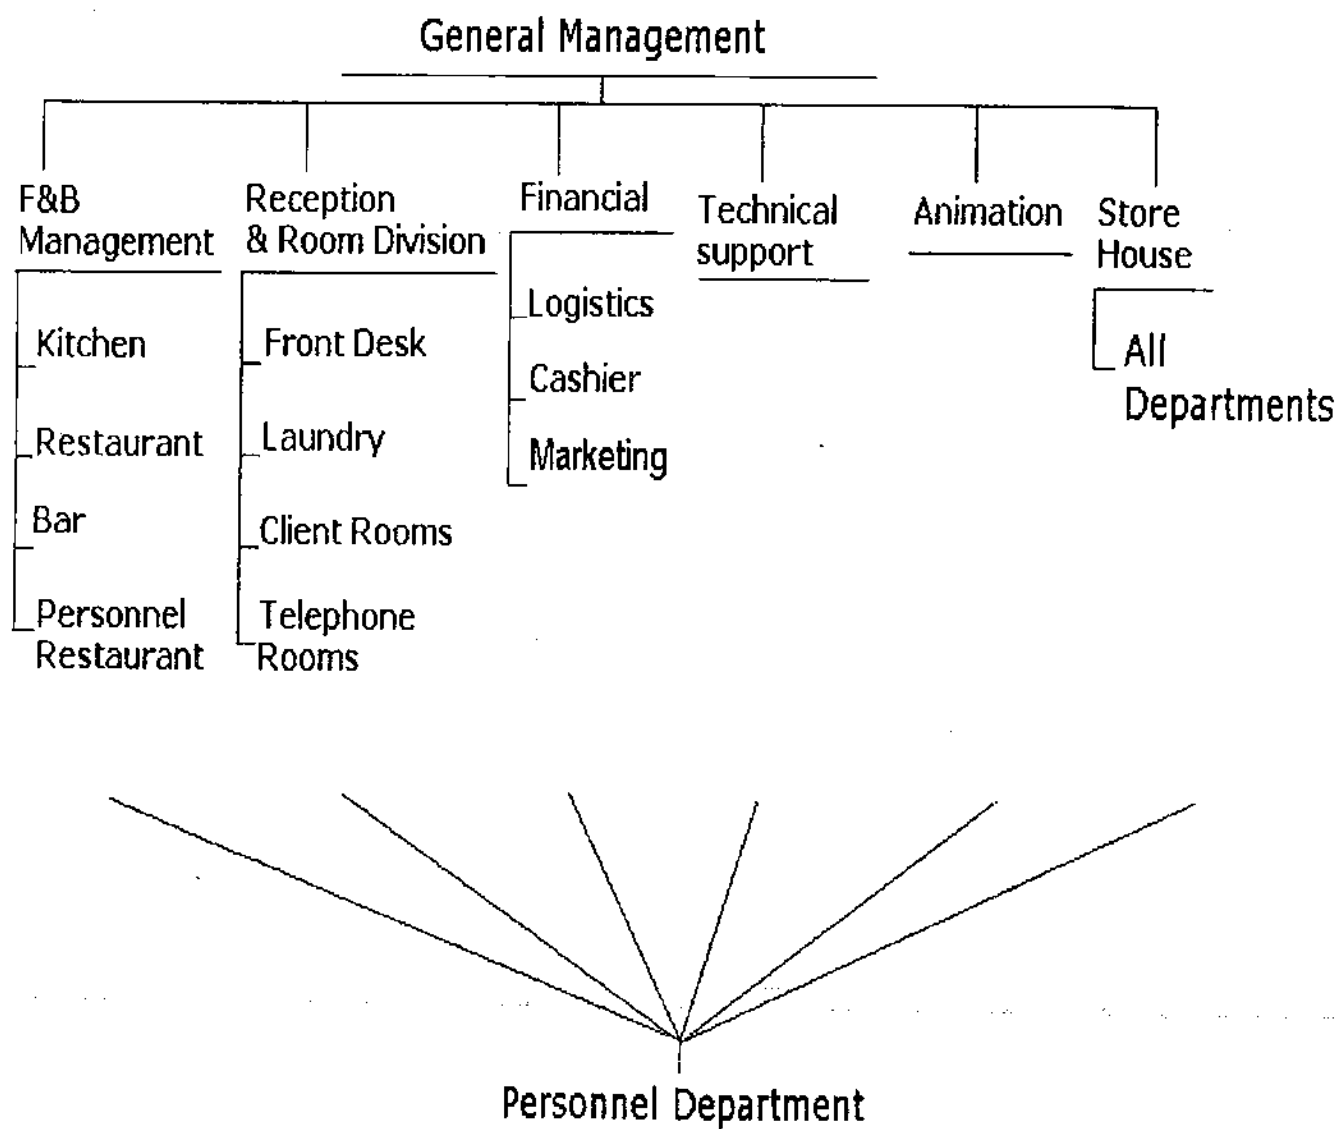 General Management
F&B
Management
Kitchen
Restaurant
Bar
Personnel
Restaurant
Reception
& Room Division
Front Desk
Laundry
Client Rooms
Telephone
Rooms
Financial
Logistics
Cashier
Marketing
Technical
support
Animation
Store
House
All
Departments
Personnel Department